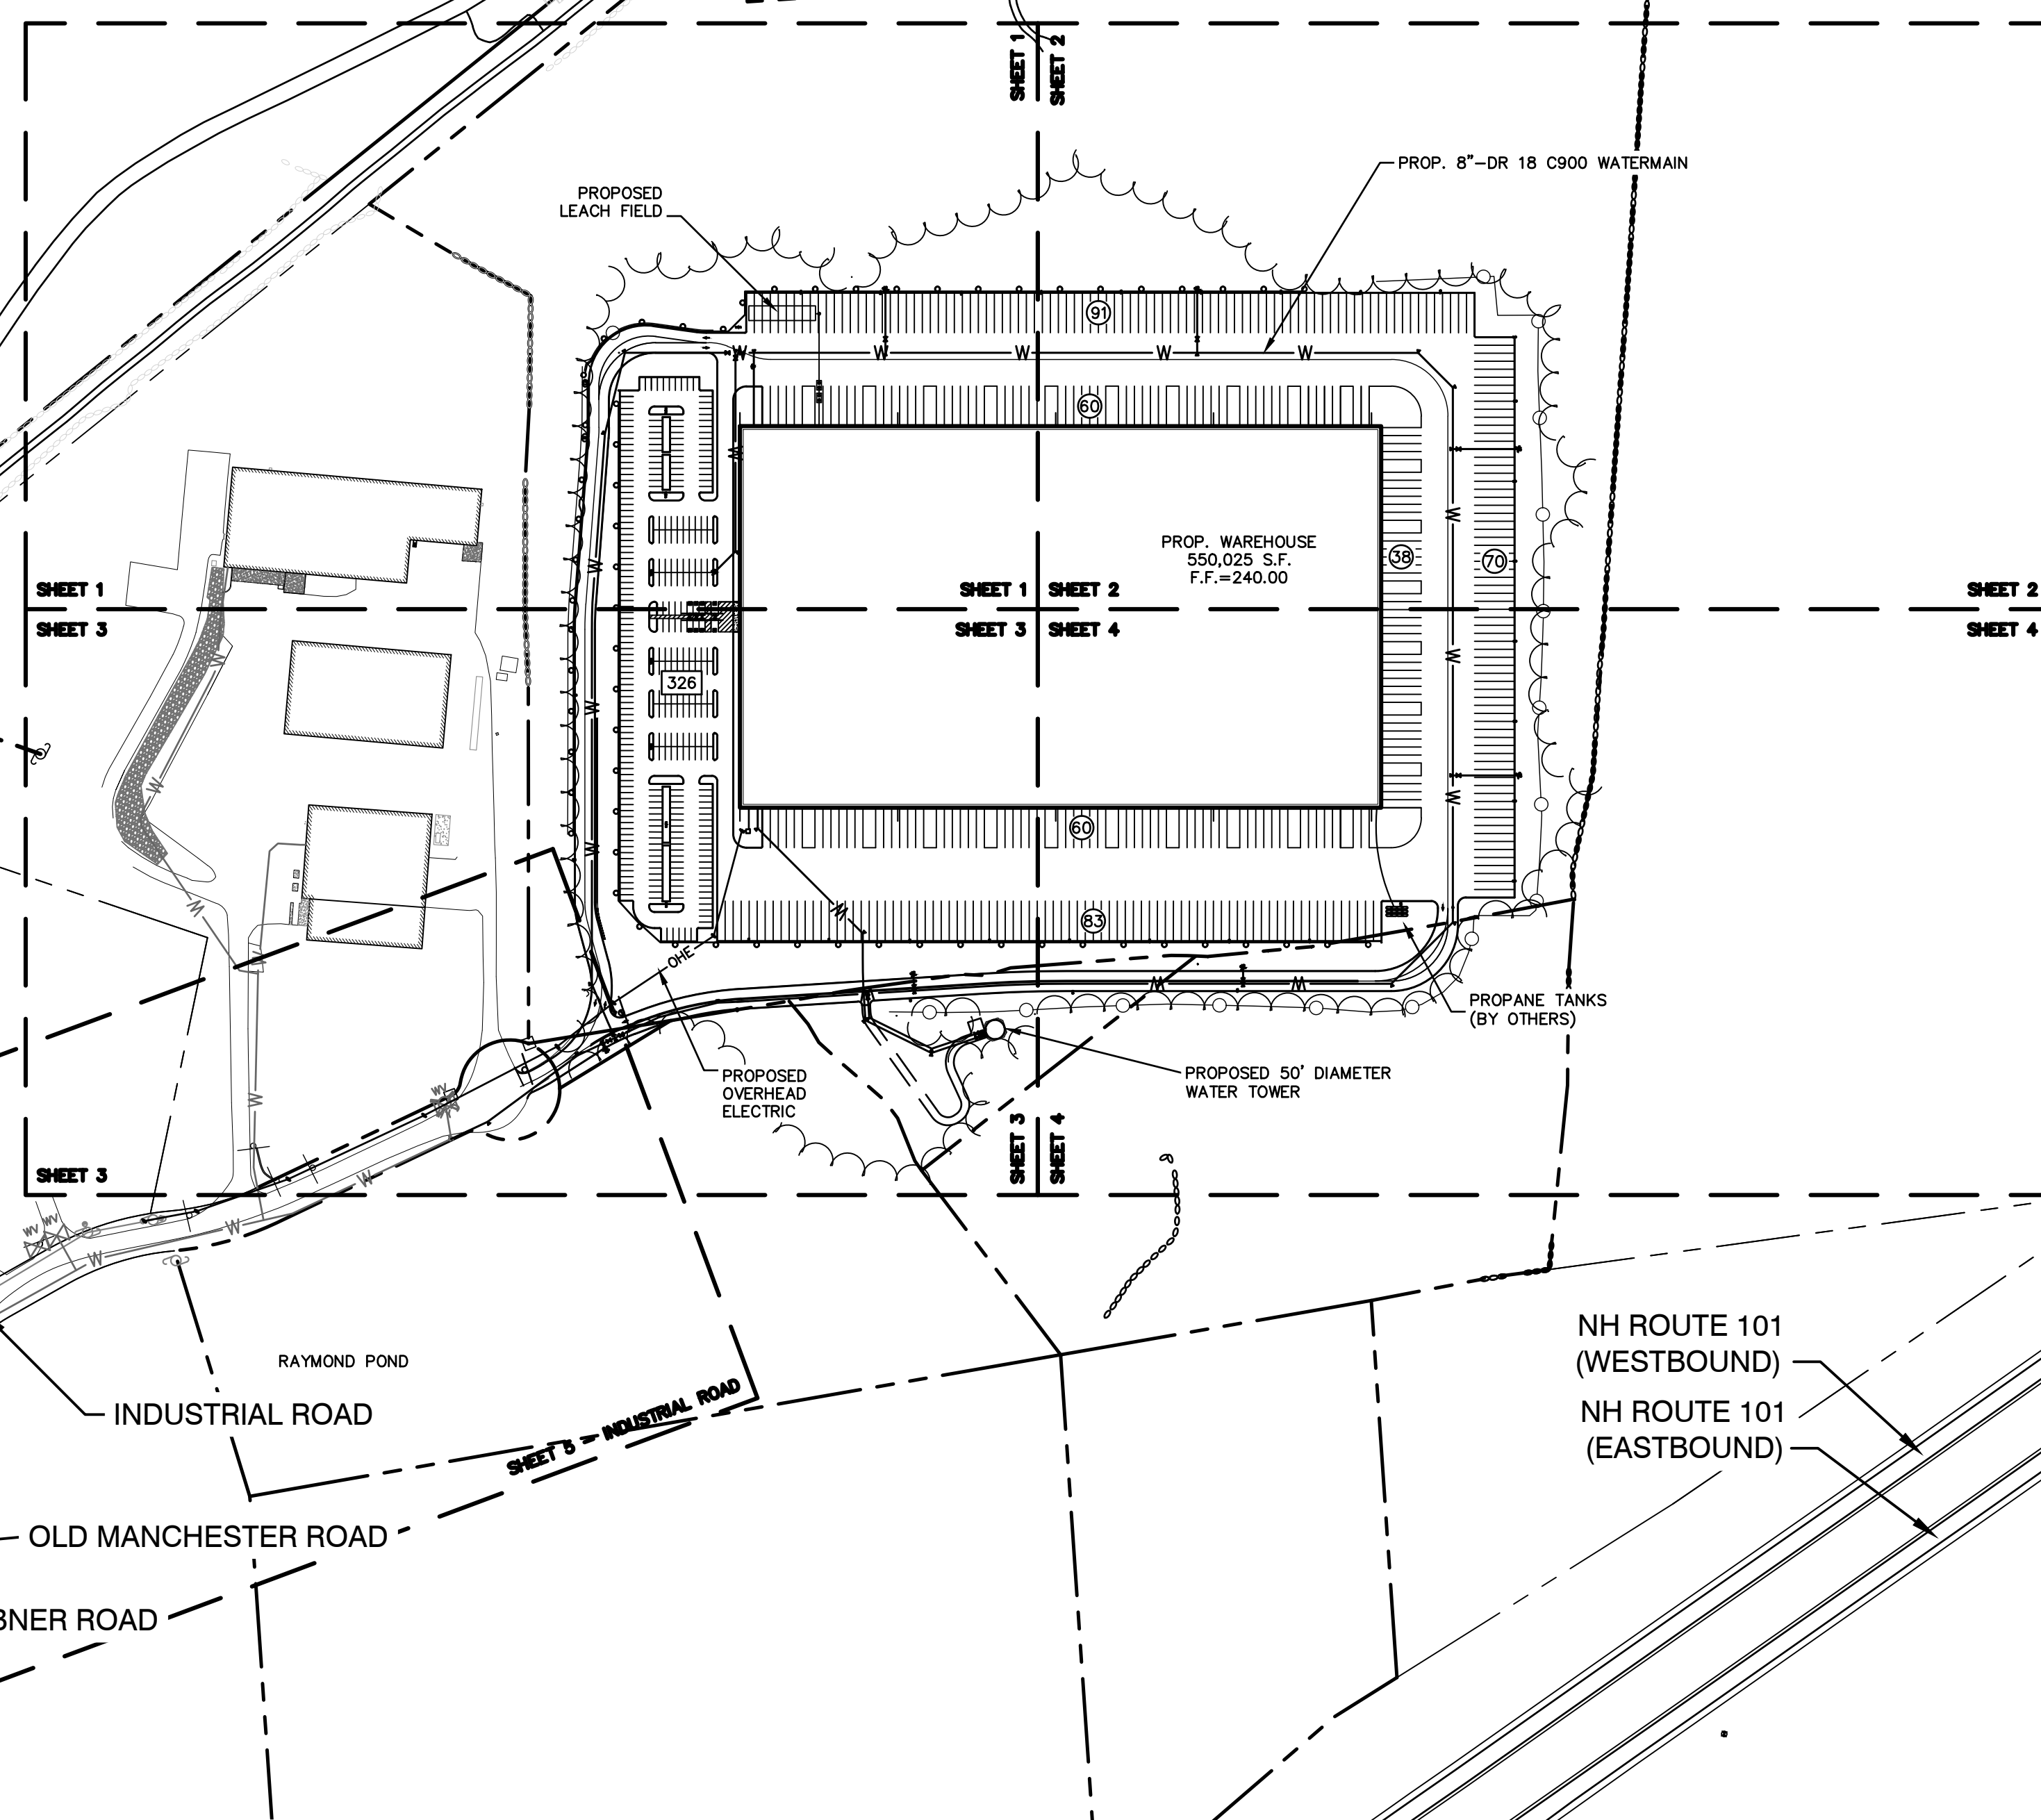 SHEET 1
SHEET 2
PROP. 8"-DR 18 C900 WATERMAIN
PROPOSED
LEACH FIELD
91
W W W W W
60
W
W
PROP. WAREHOUSE
550,025 S.F.
F.F.=240.00
38
70
W
SHEET 1
SHEET 1
SHEET 2
SHEET 2
SHEET 3
SHEET 3
SHEET 4
SHEET 4
W
W
326
W
W
W
W
W
60
W
W
W
83
OHE
W
W
W
PROPANE TANKS
(BY OTHERS)
PROPOSED
OVERHEAD
ELECTRIC
PROPOSED 50' DIAMETER
WATER TOWER
WV
W
SHEET 3
SHEET 4
SHEET 3
W
W
W
WV
WV
NH ROUTE 101
(WESTBOUND)
RAYMOND POND
INDUSTRIAL ROAD
SHEET 5 - INDUSTRIAL ROAD
NH ROUTE 101
(EASTBOUND)
OLD MANCHESTER ROAD
BNER ROAD